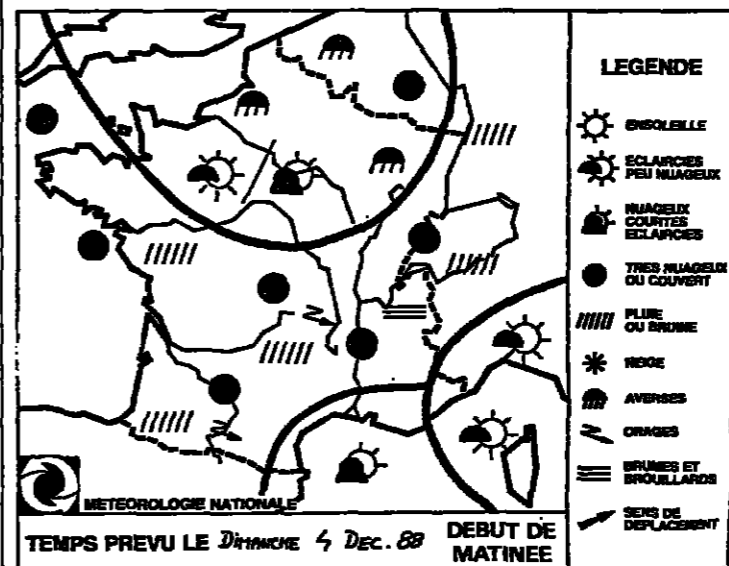 LEGENDE
ENSOLEILLE
ECLAIRCIES
PEU NUAGEUX
NUAGEUX
COURTES
ECLAIRCIES
TRES NUAGEUX
OU COUVERT
PLUIE
OU BRUINE
NEIGE
AVERSES
ORAGES
BRUMES ET
BROUILLARDS
SENS DE
DEPLACEMENT
METEOROLOGIE NATIONALE
TEMPS PREVU LE DIMANCHE 4 DEC. 88 DEBUT DE
MATINEE